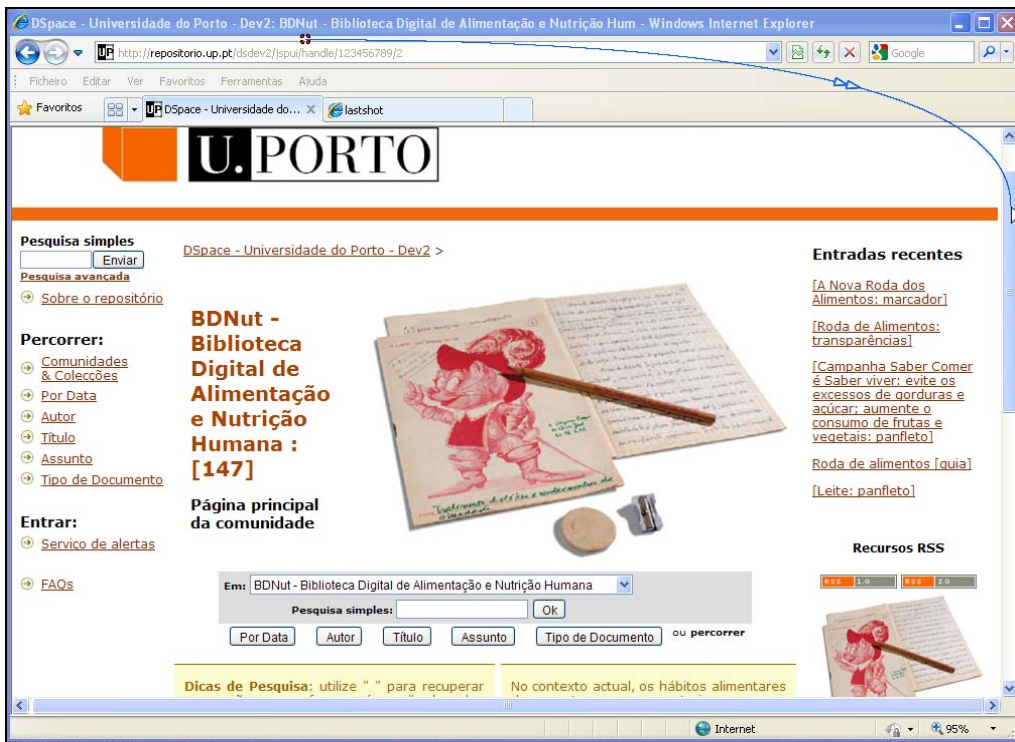 DSpace - Universidade do Porto - Dev2: BDNut - Biblioteca Digital de Alimentação e Nutrição Hum - Windows Internet Explorer
http://repositorio.up.pt/dsdev2/jspui/handle/123456789/2
Google
Ficheiro Editar Ver Favoritos Ferramentas Ajuda
Favoritos
UP DSpace - Universidade do... X
lastshot
U. PORTO
Pesquisa simples
Enviar
Pesquisa avançada
Sobre o repositório
Percorrer:
Comunidades
& Colecções
Por Data
Autor
Título
Assunto
Tipo de Documento
Entrar:
Serviço de alertas
FAQs
DSpace - Universidade do Porto - Dev2 >
BDNut -
Biblioteca
Digital de
Alimentação
e Nutrição
Humana :
[147]
Página principal
da comunidade
Em: BDNut - Biblioteca Digital de Alimentação e Nutrição Humana
Pesquisa simples: Ok
Por Data Autor Título Assunto Tipo de Documento ou percorrer
Dicas de Pesquisa: utilize " " para recuperar
No contexto actual, os hábitos alimentares
Entradas recentes
[A Nova Roda dos
Alimentos: marcador]
[Roda de Alimentos:
transparências]
[Campanha Saber Comer
é Saber viver: evite os
excessos de gorduras e
açúcar; aumente o
consumo de frutas e
vegetais: panfleto]
Roda de alimentos [guia]
[Leite: panfleto]
Recursos RSS
RSS 1.0 RSS 2.0
Internet
95%